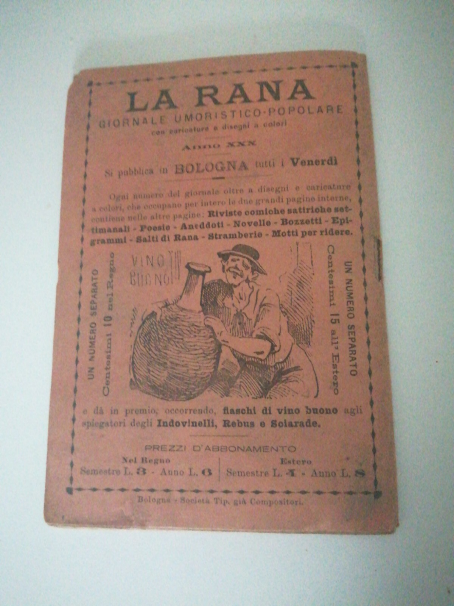 LA RANA
GIORNALE UMORISTICO-POPOLARE
con caricature e disegni a colori
Anno XXX
Si pubblica in BOLOGNA tutti i Venerdì
Ogni numero del giornale oltre a disegni e caricature
a colori, che occupano per intero le due grandi pagine interne,
contiene nelle altre pagine: Riviste comiche satiriche set-
timanali - Poesie - Aneddoti - Novelle - Bozzetti - Epi-
grammi - Salti di Rana - Stramberie - Motti per ridere.
UN NUMERO SEPARATO
Centesimi 10 nel Regno
VINO
BUONO
UN NUMERO SEPARATO
Centesimi 15 all'Estero
e dà in premio, occorrendo, fiaschi di vino buono agli
spiegatori degli Indovinelli, Rebus e Sciarade.
PREZZI D'ABBONAMENTO
Nel Regno
Semestre L. 3 - Anno L. 6
Estero
Semestre L. 4 - Anno L. 8
Bologna - Società Tip. già Compositori.